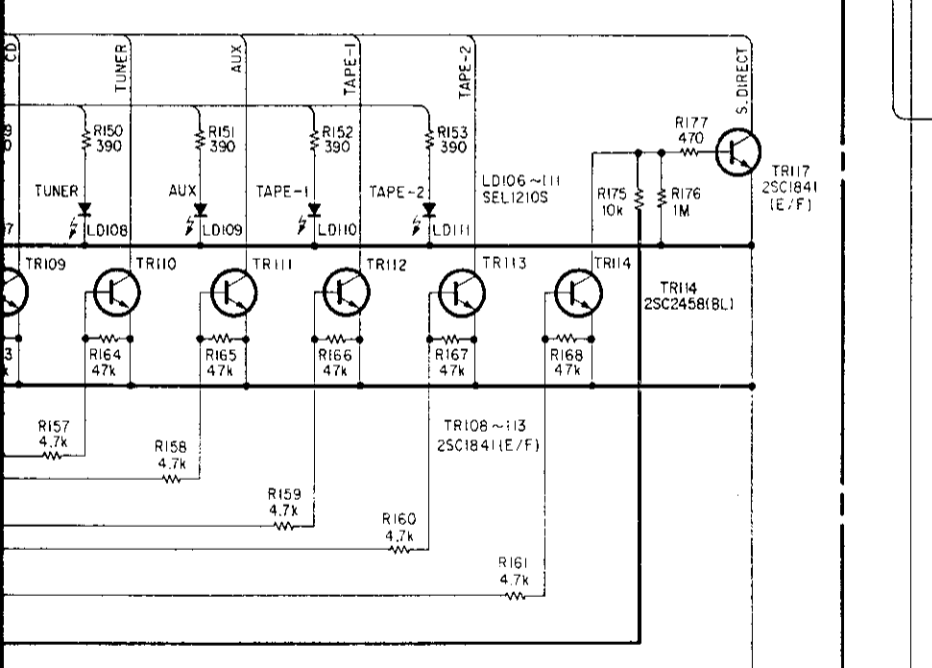 CD
TUNER
AUX
TAPE-1
TAPE-2
S.DIRECT
R150
390
R151
390
R152
390
R153
390
R177
470
TR117
2SC1841
(E/F)
TUNER
AUX
TAPE-1
TAPE-2
LD106~111
SEL1210S
R175
10k
R176
1M
LD108
LD109
LD110
LD111
TR109
TR110
TR111
TR112
TR113
TR114
TR114
2SC2458(BL)
R164
47k
R165
47k
R166
47k
R167
47k
R168
47k
R157
4.7k
R158
4.7k
TR108~113
2SC1841(E/F)
R159
4.7k
R160
4.7k
R161
4.7k